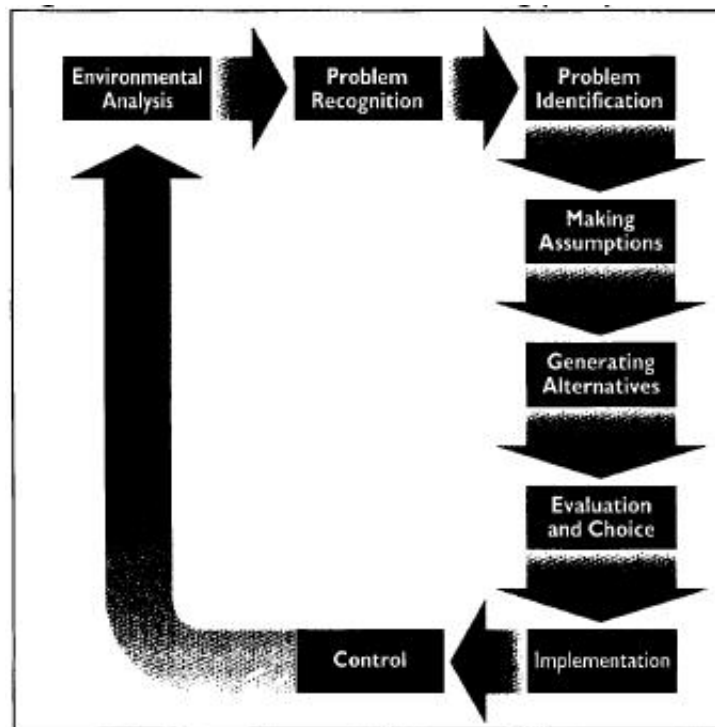 Environmental
Analysis
Problem
Recognition
Problem
Identification
Making
Assumptions
Generating
Alternatives
Evaluation
and Choice
Implementation
Control